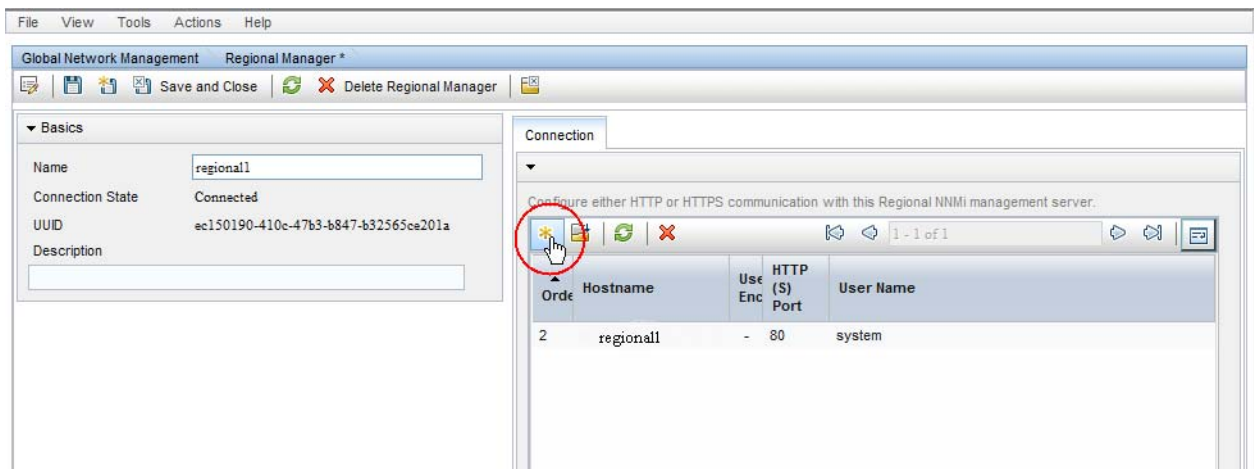 File View Tools Actions Help
Global Network Management Regional Manager *
Save and Close Delete Regional Manager
Basics
Name regional1
Connection State Connected
UUID ec150190-410c-47b3-b847-b32565ce201a
Description
Connection
Configure either HTTP or HTTPS communication with this Regional NNMi management server.
1 - 1 of 1
Orde Hostname Use Enc HTTP (S) Port User Name
2 regional1 - 80 system